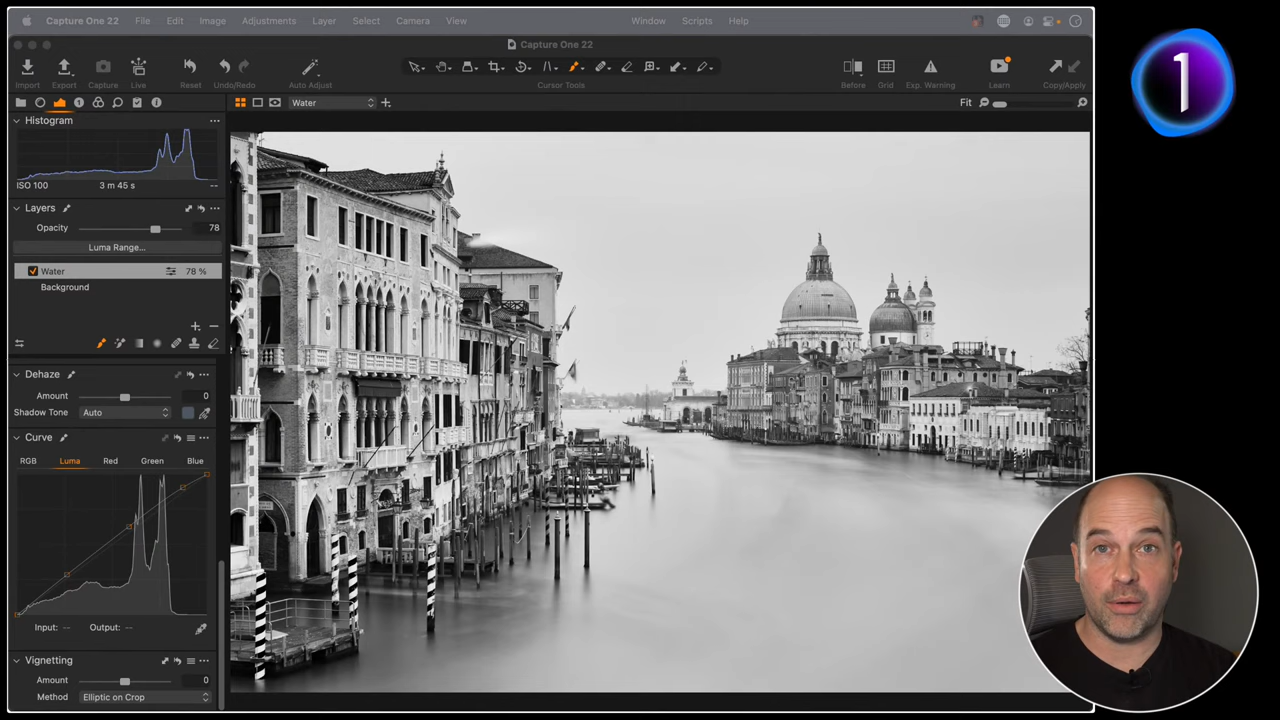 Capture One 22 File Edit Image Adjustments Layer Select Camera View Window Scripts Help
Capture One 22
Import Export Capture Live Reset Undo/Redo Auto Adjust Cursor Tools Before Grid Exp. Warning Learn Copy/Apply
1
Water Fit
Histogram
ISO 100 3 m 45 s --
Layers
Opacity 78
Luma Range...
Water 78 %
Background
Dehaze
Amount 0
Shadow Tone Auto
Curve
RGB Luma Red Green Blue
Input: -- Output: --
Vignetting
Amount 0
Method Elliptic on Crop